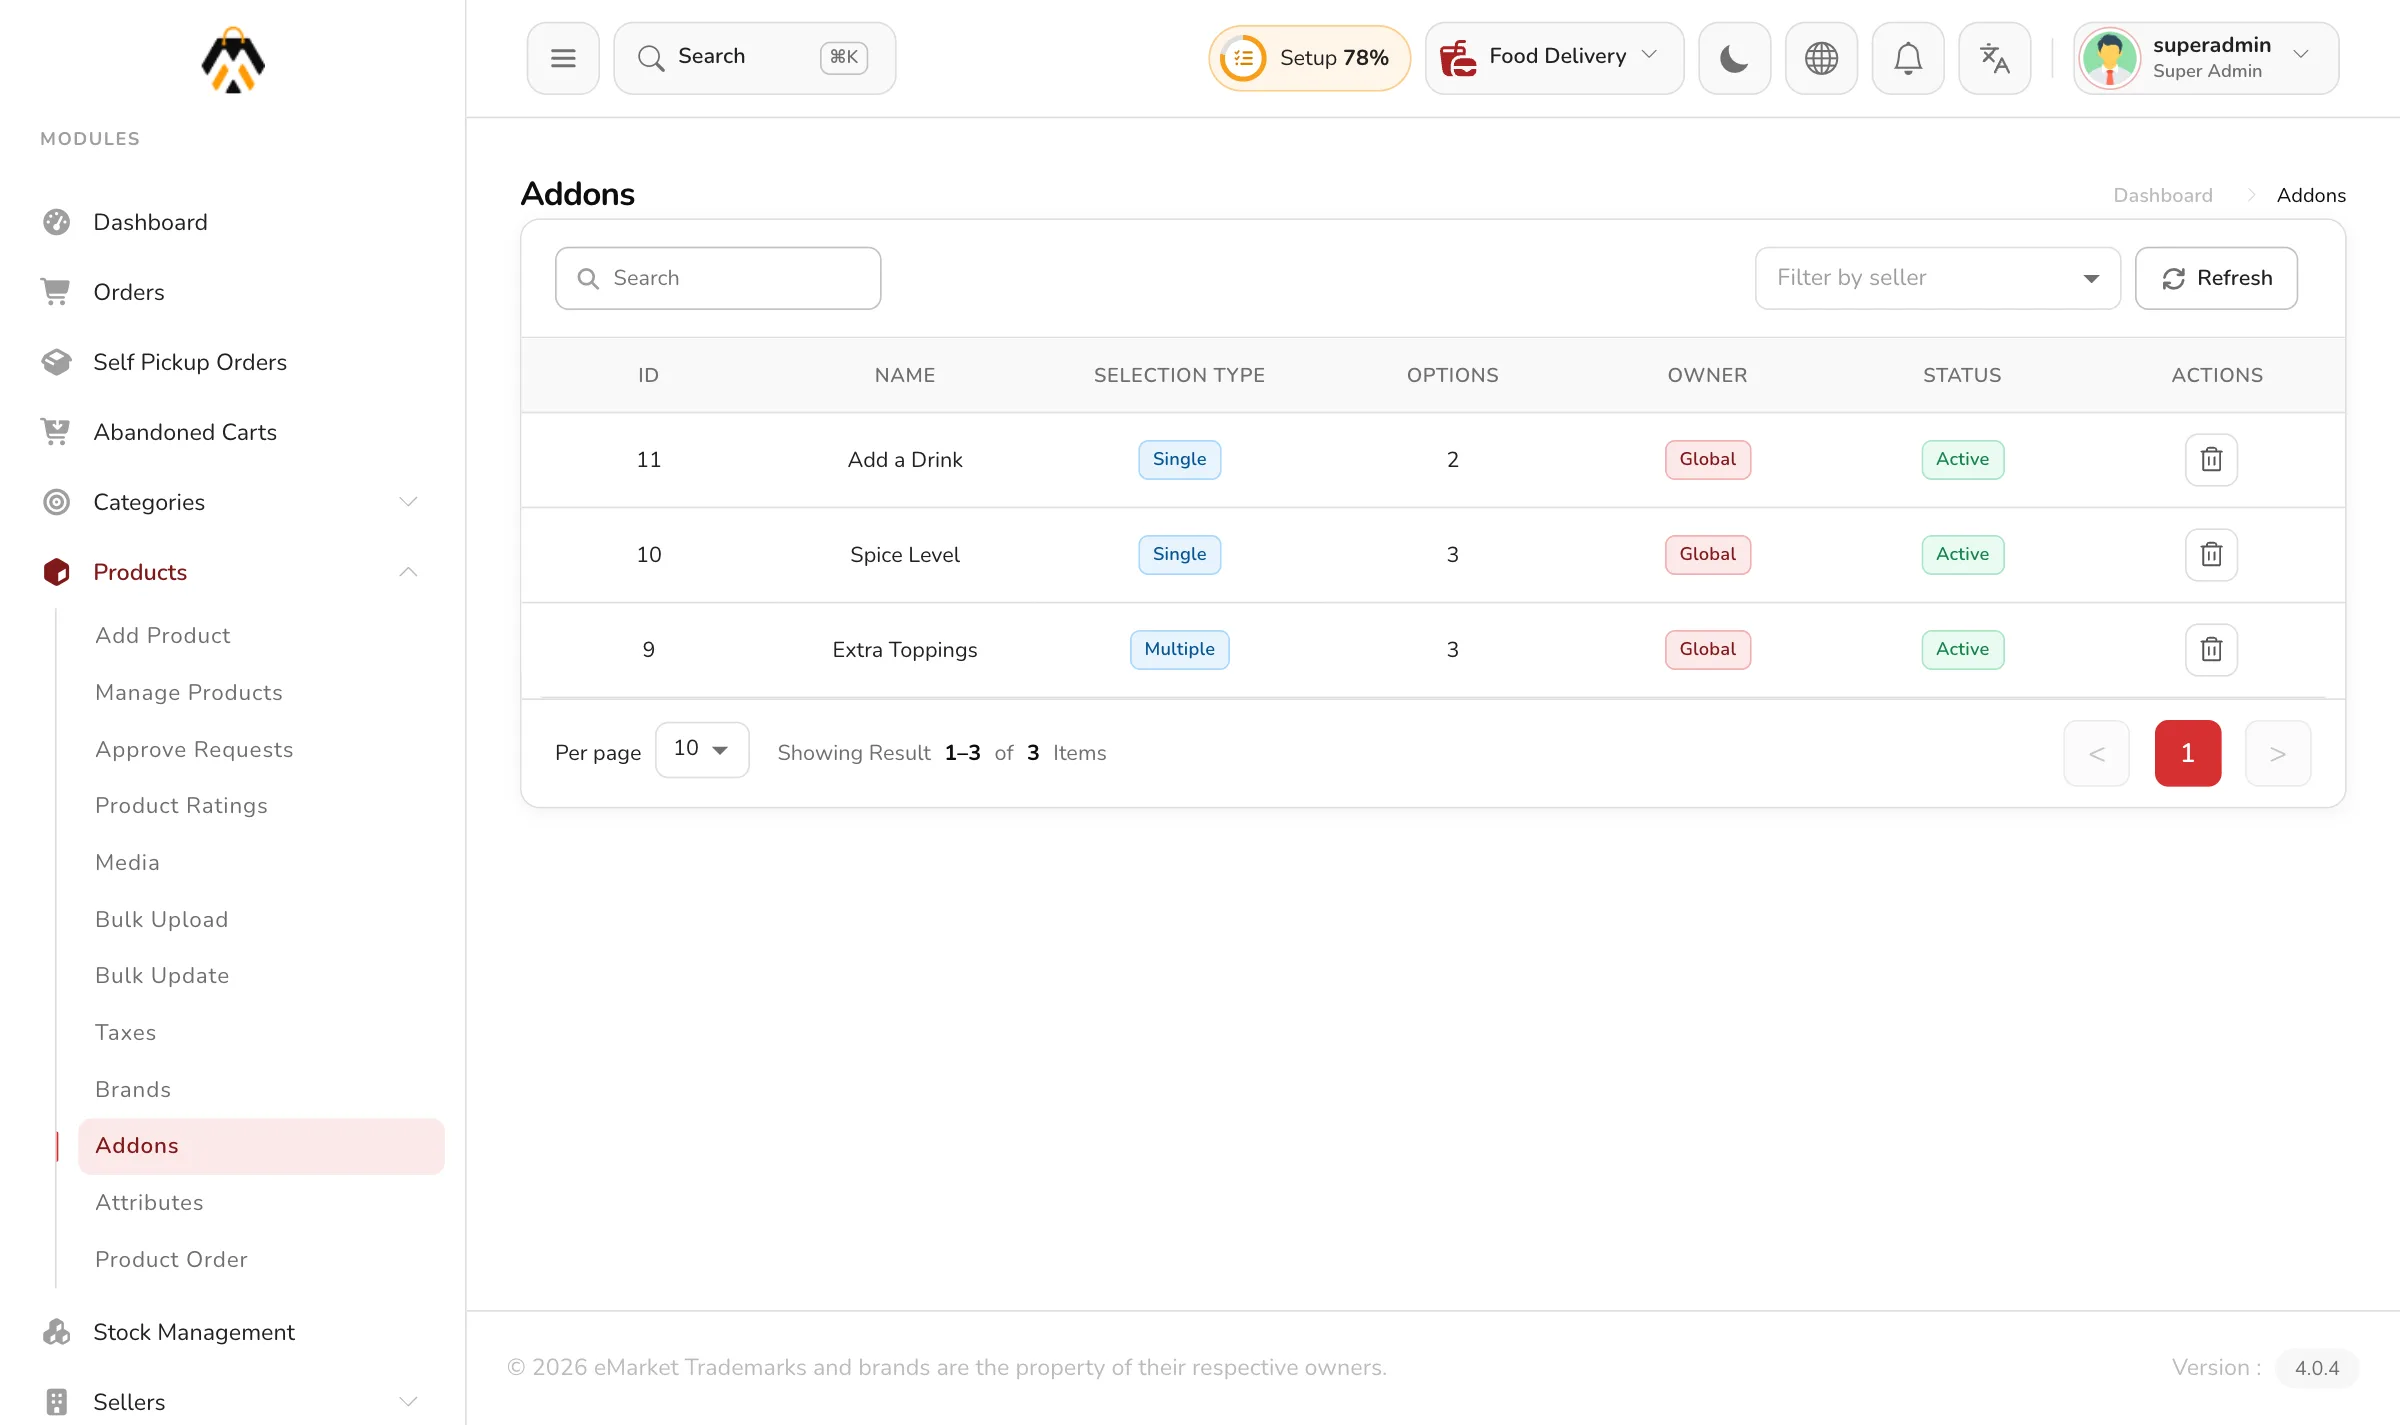 MODULES
Dashboard
Orders
Self Pickup Orders
Abandoned Carts
Categories
Products
Add Product
Manage Products
Approve Requests
Product Ratings
Media
Bulk Upload
Bulk Update
Taxes
Brands
Addons
Attributes
Product Order
Stock Management
Sellers
Search ⌘K
Setup 78%
Food Delivery
superadmin
Super Admin
Addons
Dashboard > Addons
Search
Filter by seller
Refresh
ID NAME SELECTION TYPE OPTIONS OWNER STATUS ACTIONS
11 Add a Drink Single 2 Global Active
10 Spice Level Single 3 Global Active
9 Extra Toppings Multiple 3 Global Active
Per page 10 Showing Result 1–3 of 3 Items
< 1 >
© 2026 eMarket Trademarks and brands are the property of their respective owners.
Version : 4.0.4